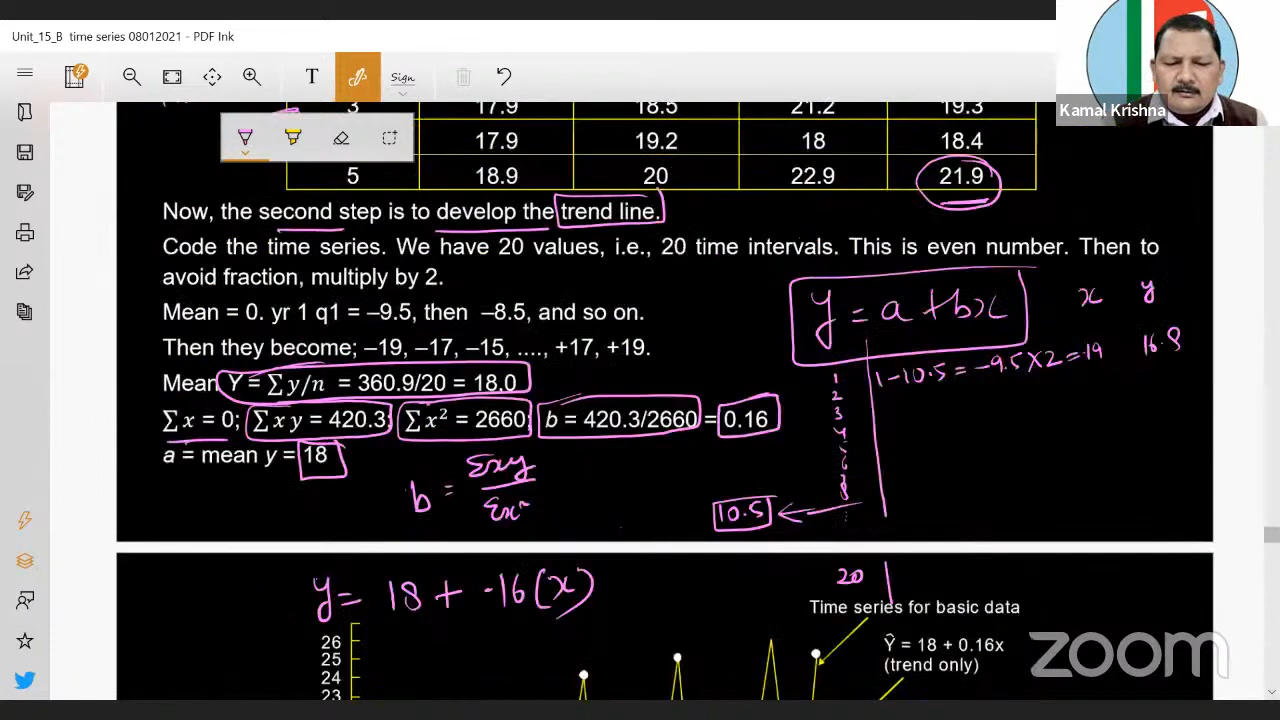 Unit_15_B time series 08012021 - PDF Ink
T
Sign
Kamal Krishna
3 17.9 18.5 21.2 19.3
17.9 19.2 18 18.4
5 18.9 20 22.9 21.9
Now, the second step is to develop the trend line.
Code the time series. We have 20 values, i.e., 20 time intervals. This is even number. Then to
avoid fraction, multiply by 2.
Mean = 0. yr 1 q1 = –9.5, then –8.5, and so on.
y = a + bx x y
Then they become; –19, –17, –15, ...., +17, +19.
1 - 10.5 = -9.5 × 2 = -19 16.8
Mean Y = ∑ y/n = 360.9/20 = 18.0
1
2
3
4
∑ x = 0; ∑ xy = 420.3; ∑ x² = 2660; b = 420.3/2660 = 0.16
a = mean y = 18
b = Σxy / Σx²
10.5
20
y = 18 + .16(x)
Time series for basic data
Ŷ = 18 + 0.16x
(trend only)
26
25
24
23
zoom